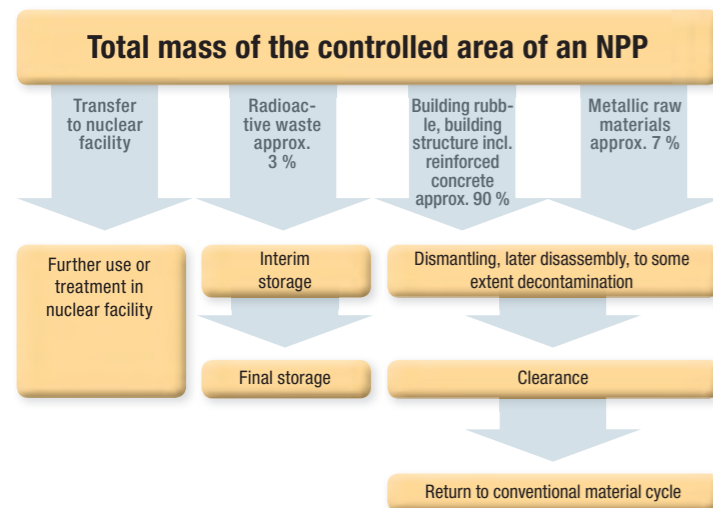 Total mass of the controlled area of an NPP
Transfer
to nuclear
facility
Radioac-
tive waste
approx.
3 %
Building rubb-
le, building
structure incl.
reinforced
concrete
approx. 90 %
Metallic raw
materials
approx. 7 %
Further use or
treatment in
nuclear facility
Interim
storage
Dismantling, later disassembly, to some
extent decontamination
Final storage
Clearance
Return to conventional material cycle